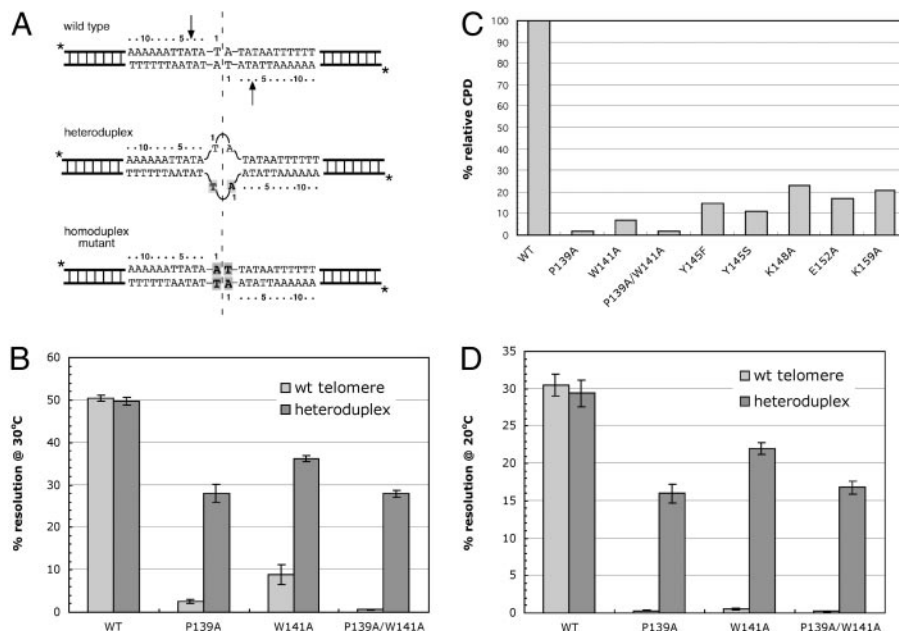 A
wild type
··10····5····1
* AAAAAATTATA–T A–TATAATTTTTT
TTTTTTAATAT–A T–ATATTAAAAAA *
1 ····5····10··
heteroduplex
··10····5···· 1
T A
* AAAAAATTATA TATAATTTTTT
TTTTTTAATAT ATATTAAAAAA *
T A
1 ····5····10··
homoduplex
mutant
··10····5····1
* AAAAAATTATA–AT–TATAATTTTTT
TTTTTTAATAT–TA–ATATTAAAAAA *
1 ····5····10··
C
% relative CPD
100
90
80
70
60
50
40
30
20
10
0
WT
P139A
W141A
P139A/W141A
Y145F
Y145S
K148A
E152A
K159A
B
% resolution @ 30°C
60
50
40
30
20
10
0
wt telomere
heteroduplex
WT
P139A
W141A
P139A/W141A
D
% resolution @ 20°C
35
30
25
20
15
10
5
0
wt telomere
heteroduplex
WT
P139A
W141A
P139A/W141A